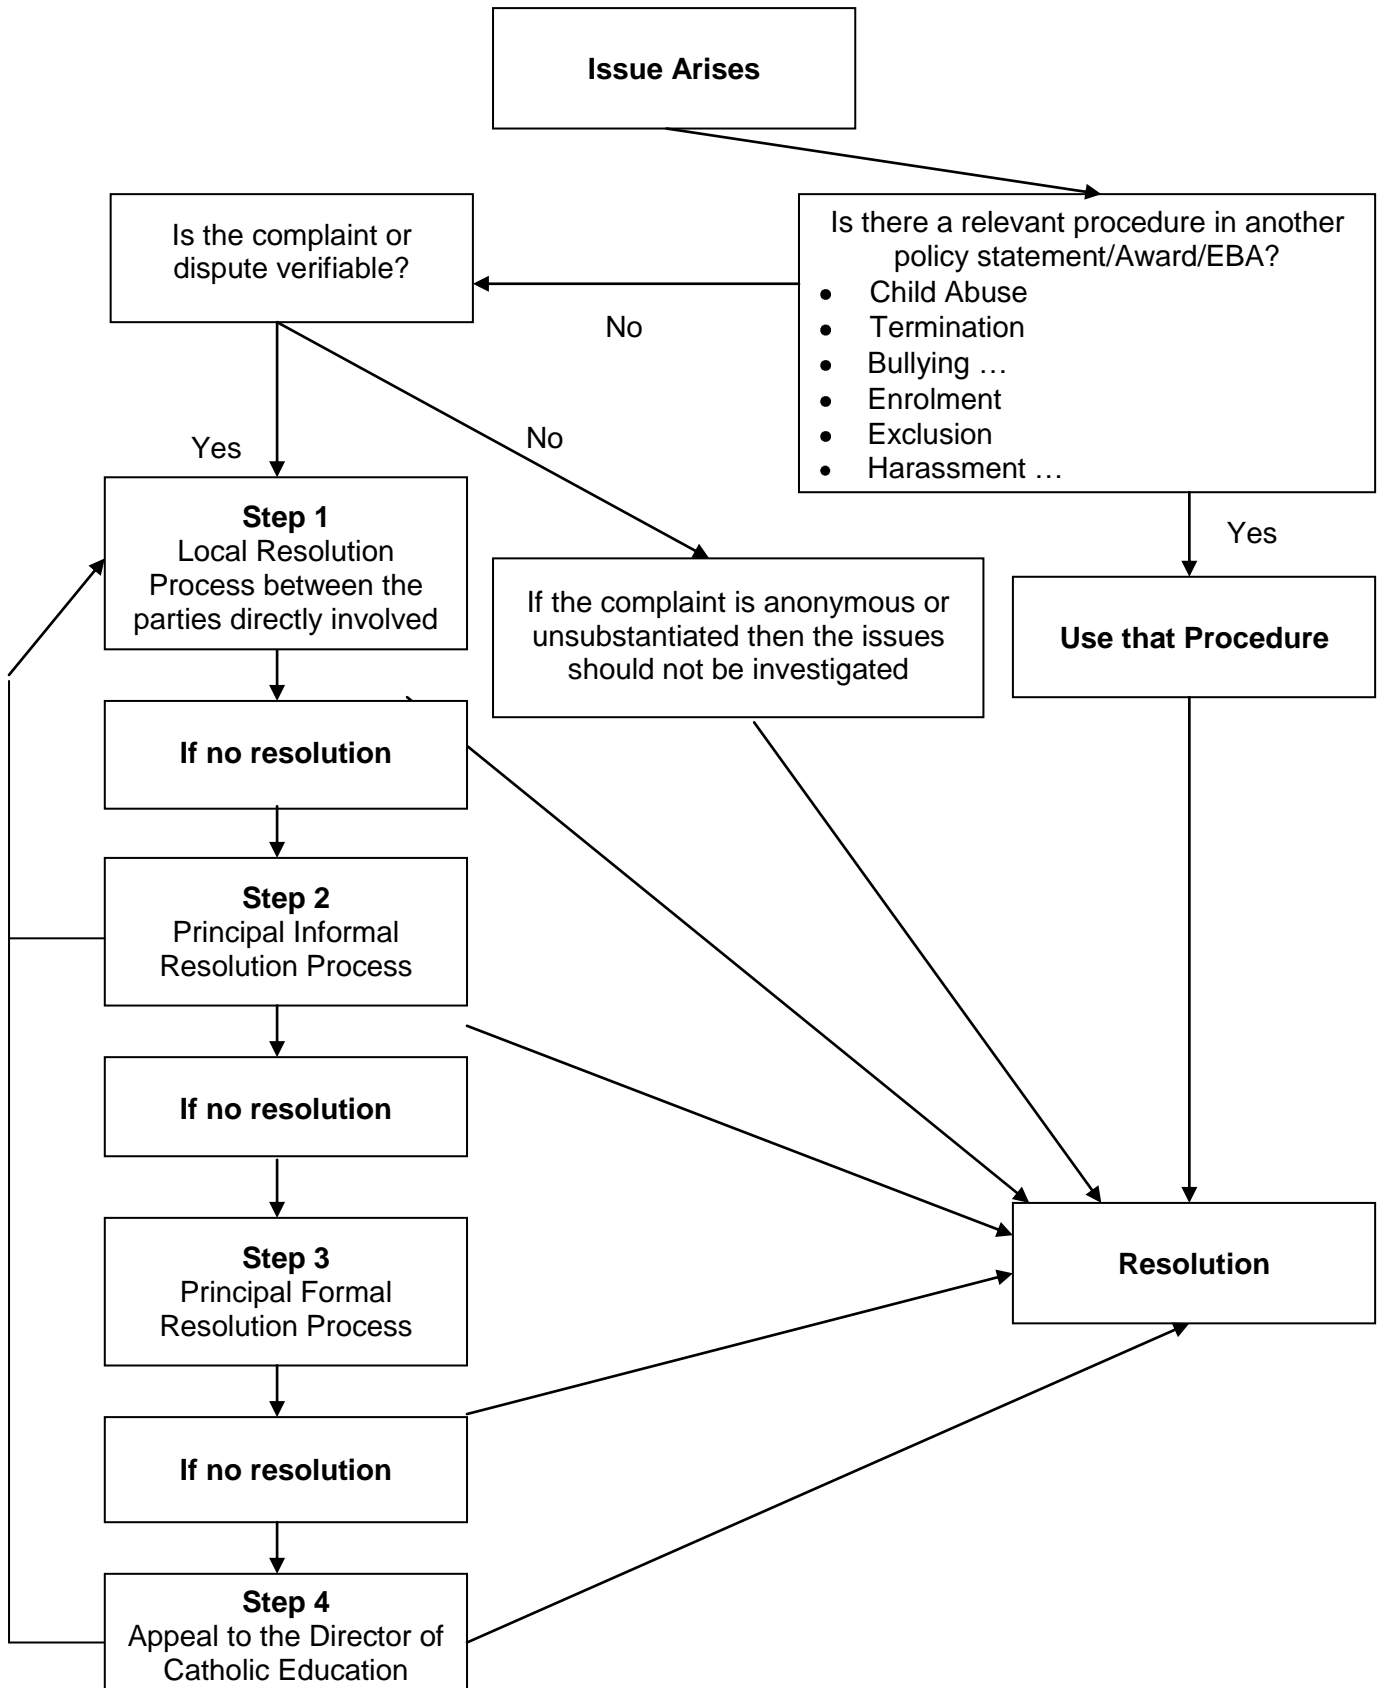 Issue Arises
Is the complaint or
dispute verifiable?
Is there a relevant procedure in another
policy statement/Award/EBA?
• Child Abuse
• Termination
• Bullying …
• Enrolment
• Exclusion
• Harassment …
No
Yes
No
Yes
Step 1
Local Resolution
Process between the
parties directly involved
If the complaint is anonymous or
unsubstantiated then the issues
should not be investigated
Use that Procedure
If no resolution
Step 2
Principal Informal
Resolution Process
If no resolution
Step 3
Principal Formal
Resolution Process
Resolution
If no resolution
Step 4
Appeal to the Director of
Catholic Education